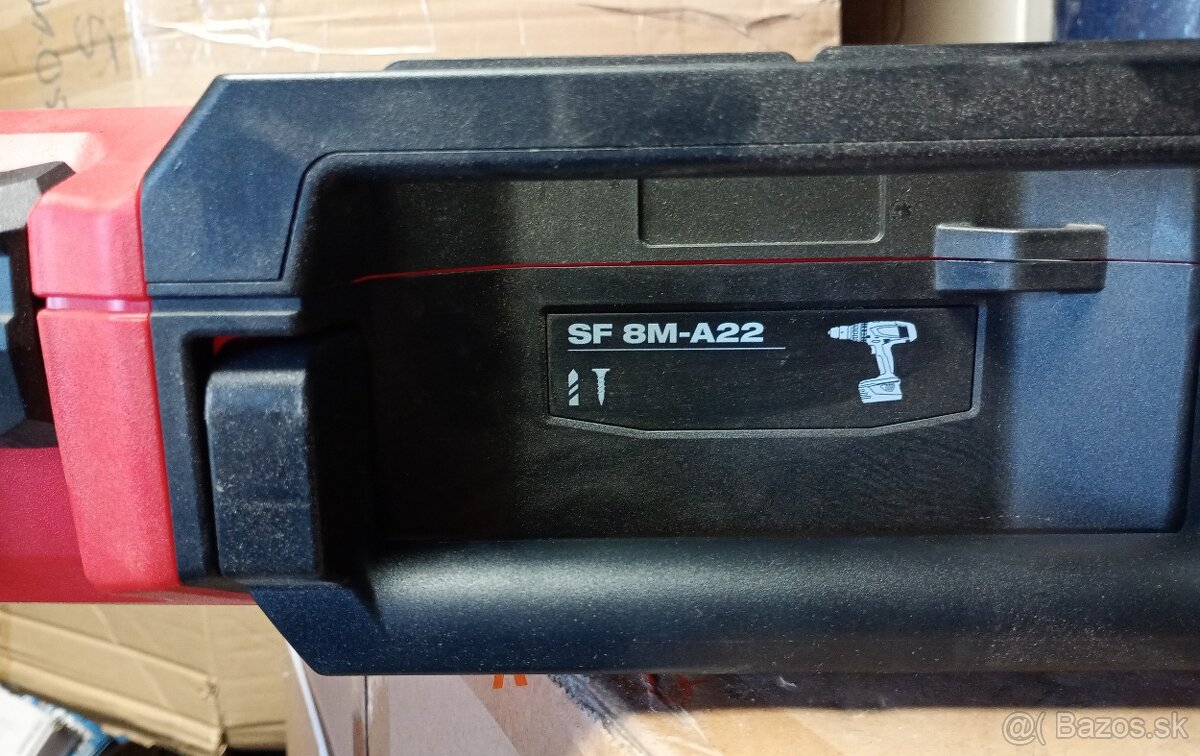 SF 8M-A22
@( Bazos.sk